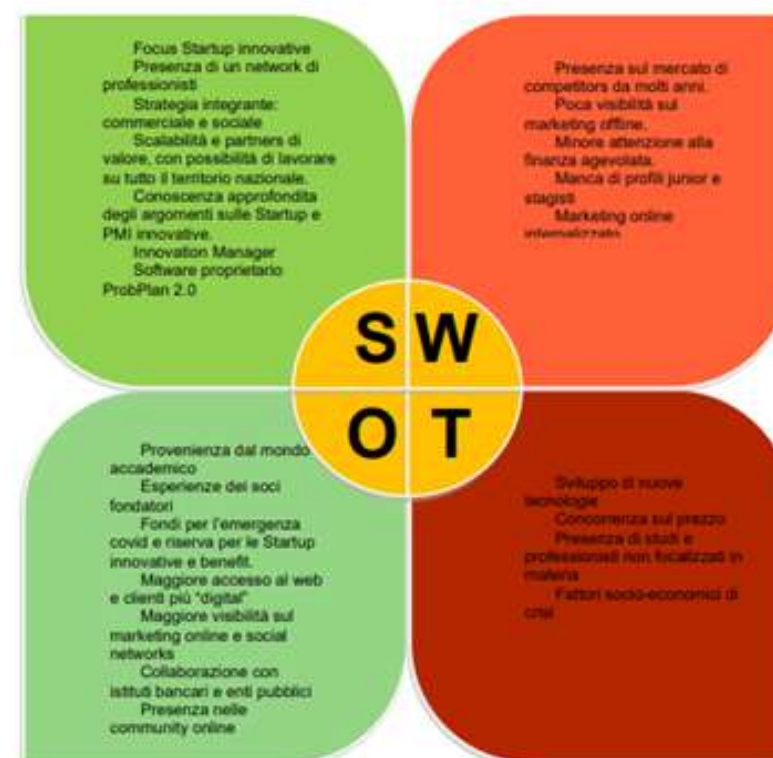 Focus Startup innovative
Presenza di un network di
professionisti
Strategia integrante:
commerciale e sociale
Scalabilità e partners di
valore, con possibilità di lavorare
su tutto il territorio nazionale.
Conoscenza approfondita
degli argomenti sulle Startup e
PMI innovative.
Innovation Manager
Software proprietario
ProbPlan 2.0
Presenza sul mercato di
competitors da molti anni.
Poca visibilità sul
marketing offline.
Minore attenzione alla
finanza agevolata.
Manca di profili junior e
stagisti
Marketing online
internalizzato
S W
O T
Provenienza dal mondo
accademico
Esperienze dei soci
fondatori
Fondi per l'emergenza
covid e riserva per le Startup
innovative e benefit.
Maggiore accesso al web
e clienti più "digital"
Maggiore visibilità sul
marketing online e social
networks
Collaborazione con
istituti bancari e enti pubblici
Presenza nelle
community online
Sviluppo di nuove
tecnologie
Concorrenza sul prezzo
Presenza di studi e
professionisti non focalizzati in
materia
Fattori socio-economici di
crisi